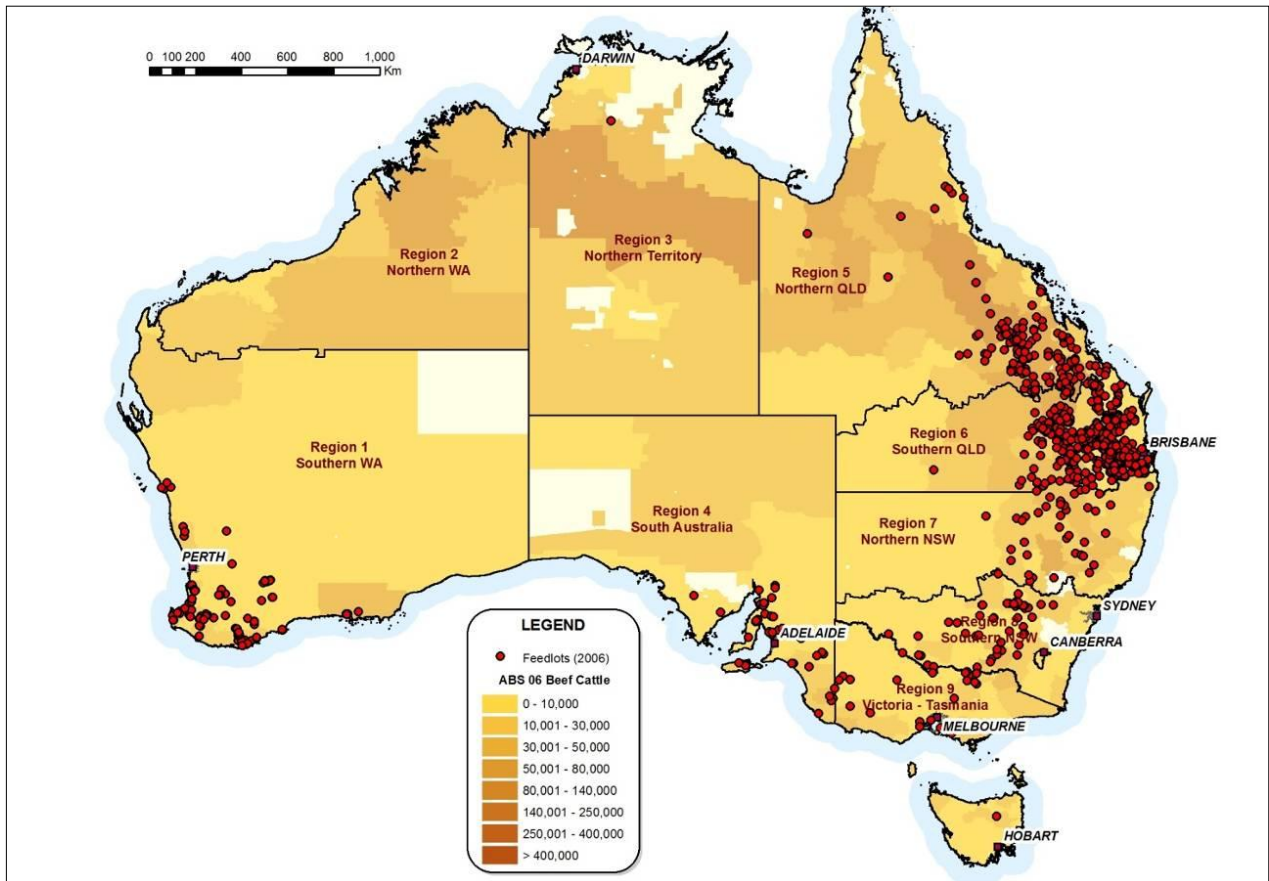 0 100 200 400 600 800 1,000
Km
DARWIN
Region 2
Northern WA
Region 3
Northern Territory
Region 5
Northern QLD
Region 1
Southern WA
Region 6
Southern QLD
BRISBANE
Region 4
South Australia
Region 7
Northern NSW
PERTH
SYDNEY
ADELAIDE
Region 8
Southern NSW
CANBERRA
Region 9
Victoria - Tasmania
MELBOURNE
HOBART
LEGEND
Feedlots (2006)
ABS 06 Beef Cattle
0 - 10,000
10,001 - 30,000
30,001 - 50,000
50,001 - 80,000
80,001 - 140,000
140,001 - 250,000
250,001 - 400,000
> 400,000